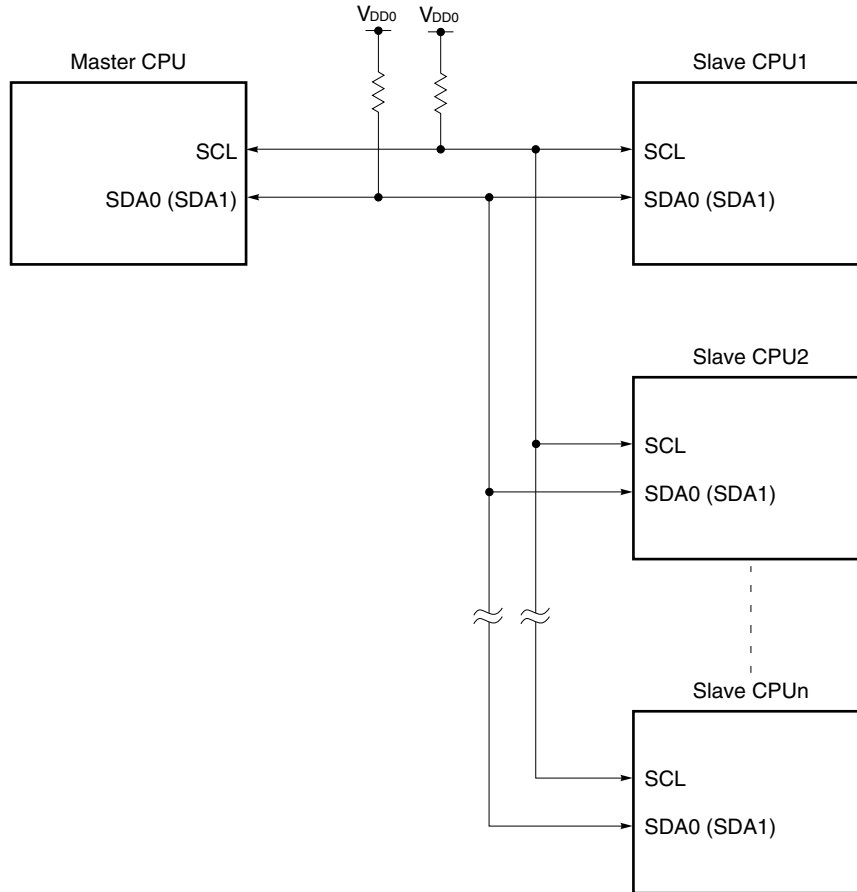 VDD0
VDD0
Master CPU
SCL
SDA0 (SDA1)
Slave CPU1
SCL
SDA0 (SDA1)
Slave CPU2
SCL
SDA0 (SDA1)
Slave CPUn
SCL
SDA0 (SDA1)